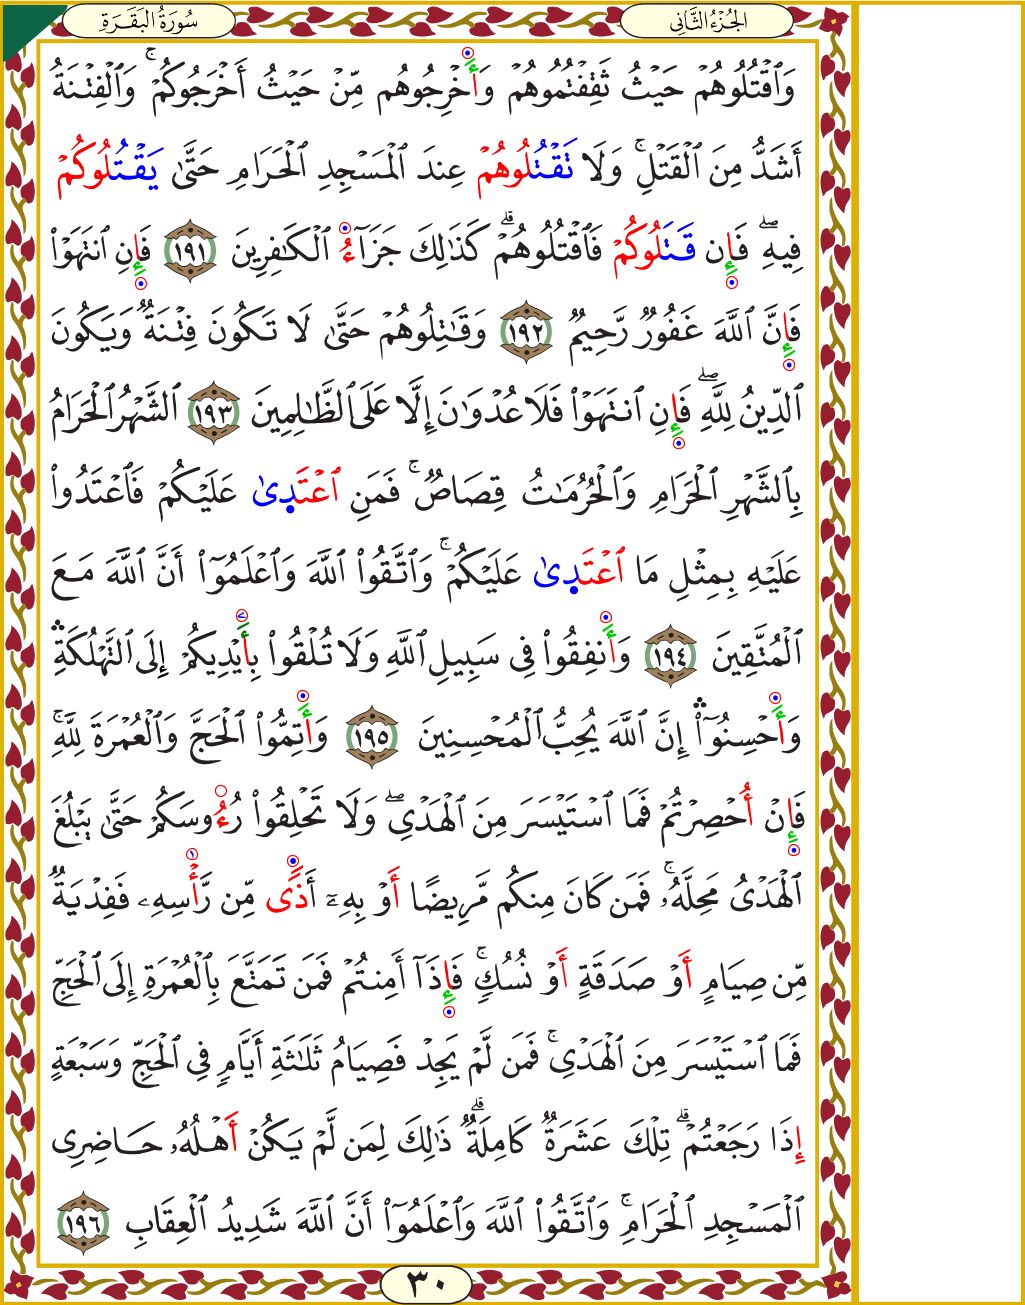 الجُزْءُ الثَّانِى
سُورَةُ البَقَرَةِ
وَٱقْتُلُوهُمْ حَيْثُ ثَقِفْتُمُوهُمْ وَأَخْرِجُوهُم مِّنْ حَيْثُ أَخْرَجُوكُمْ ۚ وَٱلْفِتْنَةُ
أَشَدُّ مِنَ ٱلْقَتْلِ ۚ وَلَا تَقْتُلُوهُمْ عِندَ ٱلْمَسْجِدِ ٱلْحَرَامِ حَتَّىٰ يَقْتُلُوكُمْ
فِيهِ ۖ فَإِن قَتَلُوكُمْ فَٱقْتُلُوهُمْ ۗ كَذَٰلِكَ جَزَآءُ ٱلْكَٰفِرِينَ ١٩١ فَإِنِ ٱنتَهَوْا۟
فَإِنَّ ٱللَّهَ غَفُورٌ رَّحِيمٌ ١٩٢ وَقَٰتِلُوهُمْ حَتَّىٰ لَا تَكُونَ فِتْنَةٌ وَيَكُونَ
ٱلدِّينُ لِلَّهِ ۖ فَإِنِ ٱنتَهَوْا۟ فَلَا عُدْوَٰنَ إِلَّا عَلَى ٱلظَّٰلِمِينَ ١٩٣ ٱلشَّهْرُ ٱلْحَرَامُ
بِٱلشَّهْرِ ٱلْحَرَامِ وَٱلْحُرُمَٰتُ قِصَاصٌ ۚ فَمَنِ ٱعْتَدِىٰ عَلَيْكُمْ فَٱعْتَدُوا۟
عَلَيْهِ بِمِثْلِ مَا ٱعْتَدِىٰ عَلَيْكُمْ ۚ وَٱتَّقُوا۟ ٱللَّهَ وَٱعْلَمُوٓا۟ أَنَّ ٱللَّهَ مَعَ
ٱلْمُتَّقِينَ ١٩٤ وَأَنفِقُوا۟ فِى سَبِيلِ ٱللَّهِ وَلَا تُلْقُوا۟ بِأَيْدِيكُمْ إِلَى ٱلتَّهْلُكَةِ ۛ
وَأَحْسِنُوٓا۟ ۛ إِنَّ ٱللَّهَ يُحِبُّ ٱلْمُحْسِنِينَ ١٩٥ وَأَتِمُّوا۟ ٱلْحَجَّ وَٱلْعُمْرَةَ لِلَّهِ ۚ
فَإِنْ أُحْصِرْتُمْ فَمَا ٱسْتَيْسَرَ مِنَ ٱلْهَدْىِ ۖ وَلَا تَحْلِقُوا۟ رُءُوسَكُمْ حَتَّىٰ يَبْلُغَ
ٱلْهَدْىُ مَحِلَّهُۥ ۚ فَمَن كَانَ مِنكُم مَّرِيضًا أَوْ بِهِۦٓ أَذًى مِّن رَّأْسِهِۦ فَفِدْيَةٌ
مِّن صِيَامٍ أَوْ صَدَقَةٍ أَوْ نُسُكٍ ۚ فَإِذَآ أَمِنتُمْ فَمَن تَمَتَّعَ بِٱلْعُمْرَةِ إِلَى ٱلْحَجِّ
فَمَا ٱسْتَيْسَرَ مِنَ ٱلْهَدْىِ ۚ فَمَن لَّمْ يَجِدْ فَصِيَامُ ثَلَٰثَةِ أَيَّامٍ فِى ٱلْحَجِّ وَسَبْعَةٍ
إِذَا رَجَعْتُمْ ۗ تِلْكَ عَشَرَةٌ كَامِلَةٌ ۗ ذَٰلِكَ لِمَن لَّمْ يَكُنْ أَهْلُهُۥ حَاضِرِى
ٱلْمَسْجِدِ ٱلْحَرَامِ ۚ وَٱتَّقُوا۟ ٱللَّهَ وَٱعْلَمُوٓا۟ أَنَّ ٱللَّهَ شَدِيدُ ٱلْعِقَابِ ١٩٦
٣٠